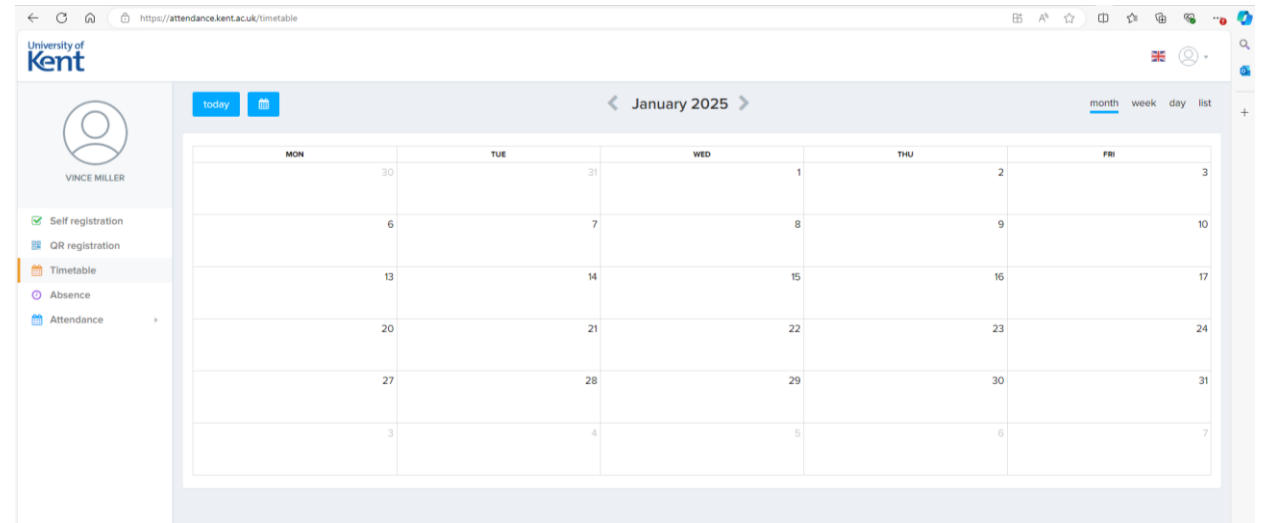 https://attendance.kent.ac.uk/timetable
University of
Kent
VINCE MILLER
Self registration
QR registration
Timetable
Absence
Attendance
today
January 2025
month week day list
MON TUE WED THU FRI
30 31 1 2 3
6 7 8 9 10
13 14 15 16 17
20 21 22 23 24
27 28 29 30 31
3 4 5 6 7